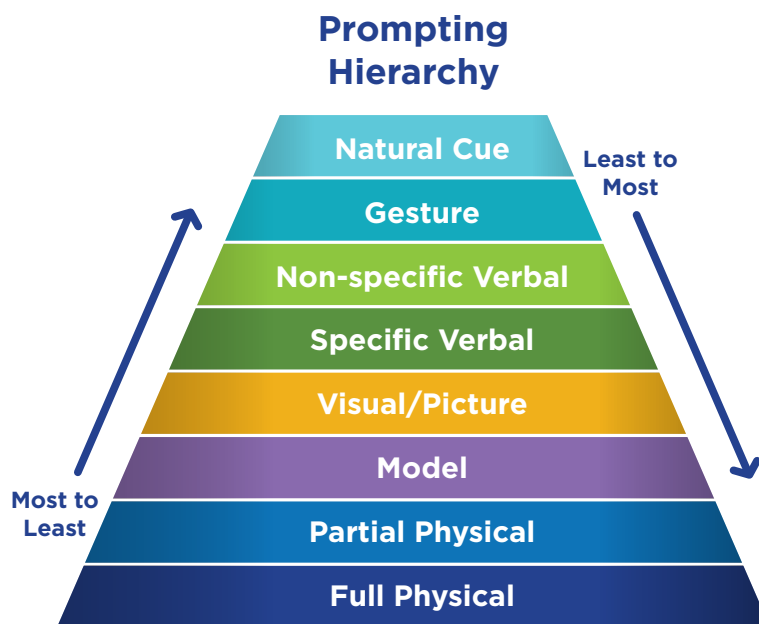 Prompting
Hierarchy
Natural Cue
Least to
Most
Gesture
Non-specific Verbal
Specific Verbal
Visual/Picture
Model
Most to
Least
Partial Physical
Full Physical